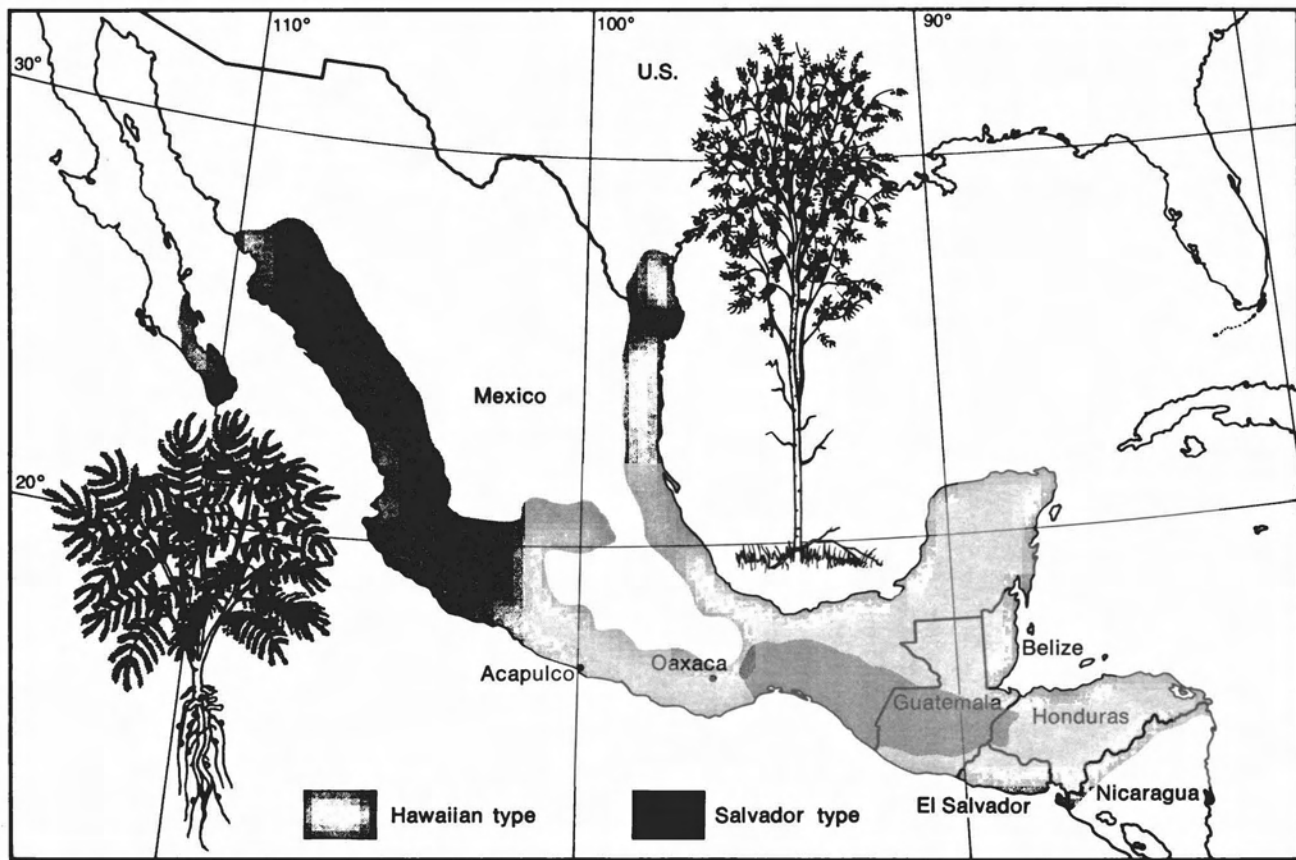 110°
100°
90°
30°
U.S.
Mexico
20°
Belize
Acapulco
Oaxaca
Guatemala
Honduras
El Salvador
Nicaragua
Hawaiian type
Salvador type